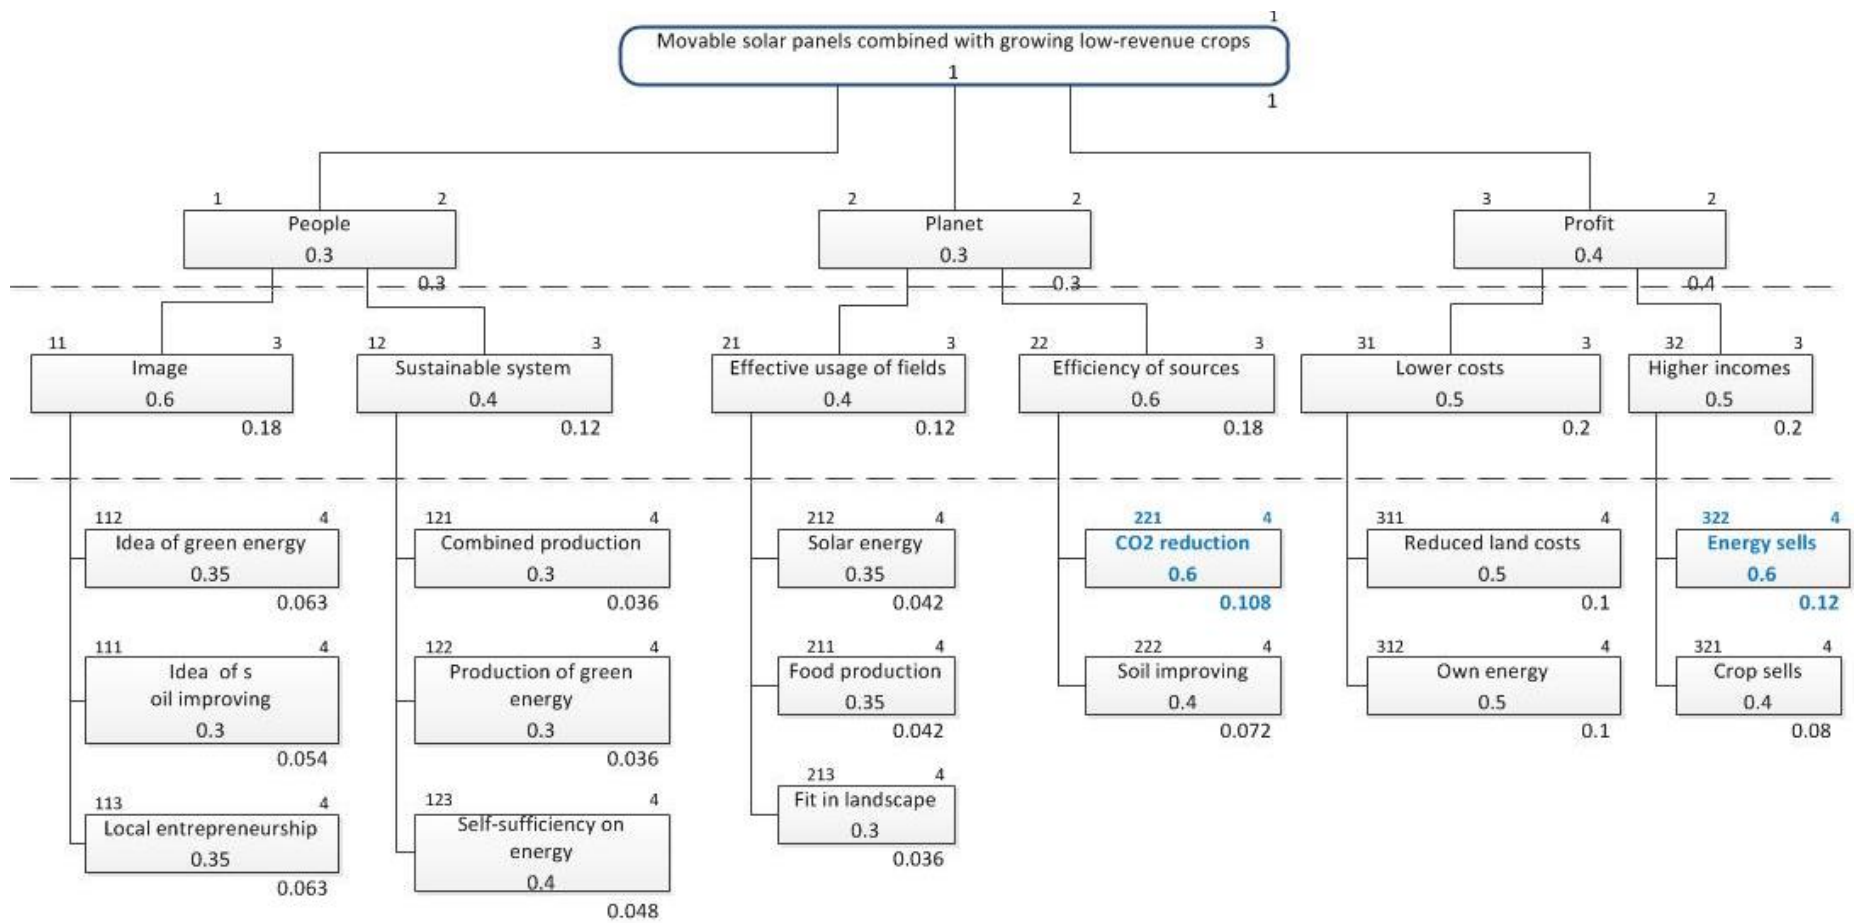 1
Movable solar panels combined with growing low-revenue crops
1
1
1 2
People
0.3
0.3
2 2
Planet
0.3
0.3
3 2
Profit
0.4
0.4
11 3
Image
0.6
0.18
12 3
Sustainable system
0.4
0.12
21 3
Effective usage of fields
0.4
0.12
22 3
Efficiency of sources
0.6
0.18
31 3
Lower costs
0.5
0.2
32 3
Higher incomes
0.5
0.2
112 4
Idea of green energy
0.35
0.063
111 4
Idea of s
oil improving
0.3
0.054
113 4
Local entrepreneurship
0.35
0.063
121 4
Combined production
0.3
0.036
122 4
Production of green
energy
0.3
0.036
123 4
Self-sufficiency on
energy
0.4
0.048
212 4
Solar energy
0.35
0.042
211 4
Food production
0.35
0.042
213 4
Fit in landscape
0.3
0.036
221 4
CO2 reduction
0.6
0.108
222 4
Soil improving
0.4
0.072
311 4
Reduced land costs
0.5
0.1
312 4
Own energy
0.5
0.1
322 4
Energy sells
0.6
0.12
321 4
Crop sells
0.4
0.08